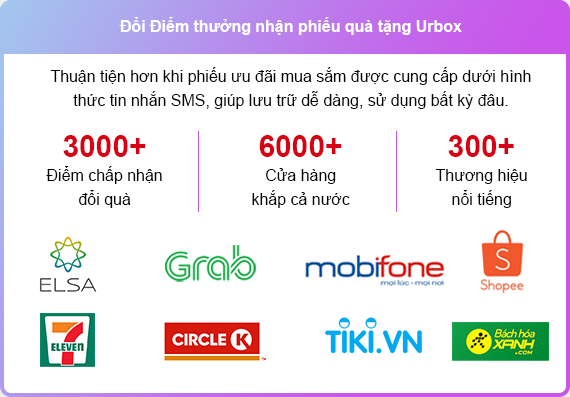 Đổi Điểm thưởng nhận phiếu quà tặng Urbox
Thuận tiện hơn khi phiếu ưu đãi mua sắm được cung cấp dưới hình
thức tin nhắn SMS, giúp lưu trữ dễ dàng, sử dụng bất kỳ đâu.
3000+ 6000+ 300+
Điểm chấp nhận Cửa hàng Thương hiệu
đổi quà khắp cả nước nổi tiếng
ELSA Grab mobifone S Shopee
mọi lúc - mọi nơi
7 ELEVEN CIRCLE K TIKI.VN Bách hóa
XANH.COM